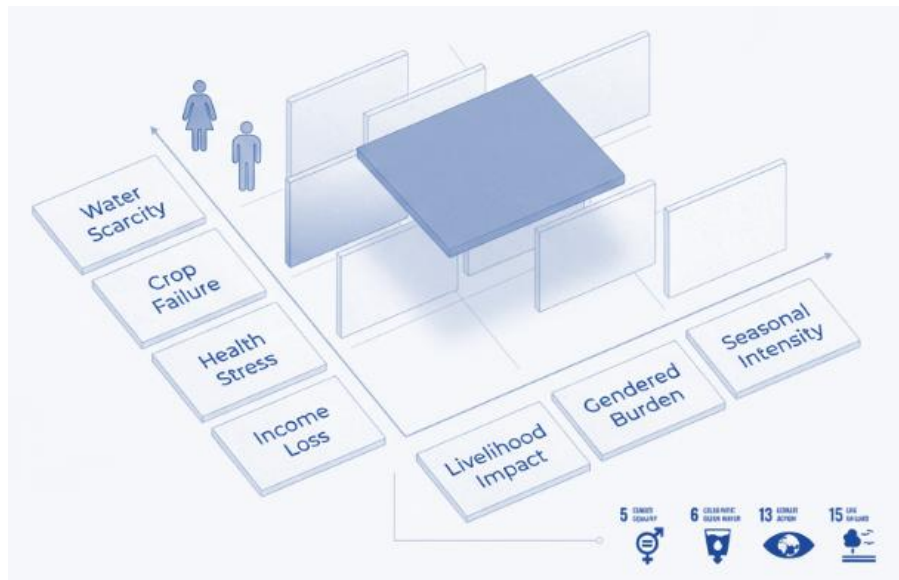 Water
Scarcity
Crop
Failure
Health
Stress
Income
Loss
Livelihood
Impact
Gendered
Burden
Seasonal
Intensity
5
6
13
15